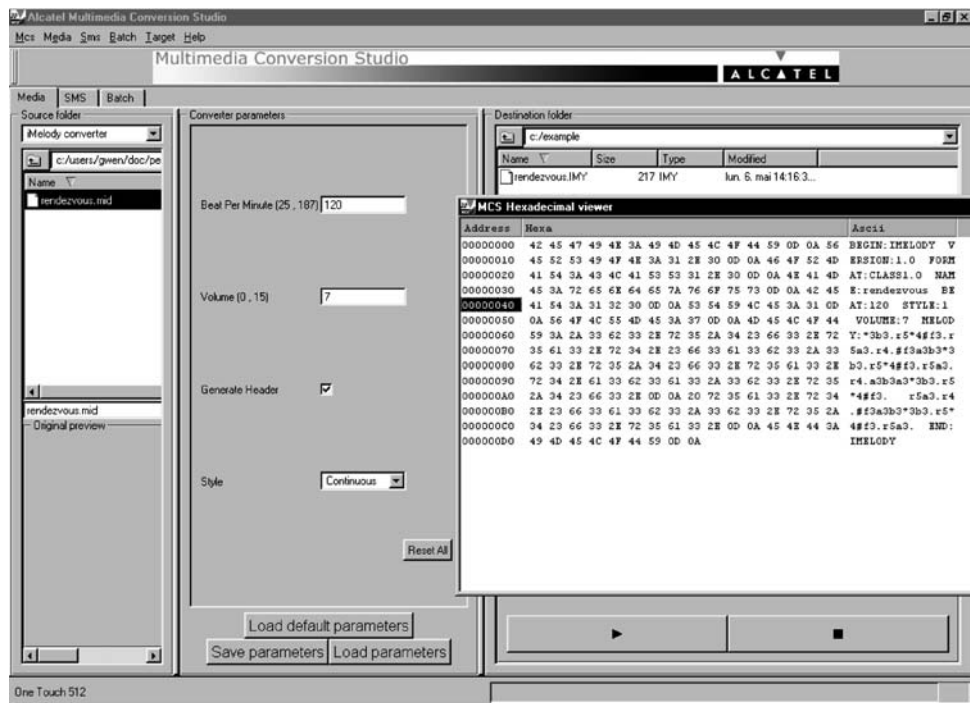 Alcatel Multimedia Conversion Studio
Mcs Media Sms Batch Target Help
Multimedia Conversion Studio
ALCATEL
Media SMS Batch
Source folder
iMelody converter
c:/users/gwen/doc/pe
Name
rendezvous.mid
rendezvous.mid
Original preview
Converter parameters
Beat Per Minute (25 , 187) 120
Volume (0 , 15) 7
Generate Header
Style Continuous
Reset All
Load default parameters
Save parameters Load parameters
Destination folder
c:/example
Name Size Type Modified
rendezvous.IMY 217 IMY lun. 6. mai 14:16:3...
MCS Hexadecimal viewer
Address Hexa Ascii
00000000 42 45 47 49 4E 3A 49 4D 45 4C 4F 44 59 0D 0A 56 BEGIN:IMELODY V
00000010 45 52 53 49 4F 4E 3A 31 2E 30 0D 0A 46 4F 52 4D ERSION:1.0 FORM
00000020 41 54 3A 43 4C 41 53 53 31 2E 30 0D 0A 4E 41 4D AT:CLASS1.0 NAM
00000030 45 3A 72 65 6E 64 65 7A 76 6F 75 73 0D 0A 42 45 E:rendezvous BE
00000040 41 54 3A 31 32 30 0D 0A 53 54 59 4C 45 3A 31 0D AT:120 STYLE:1
00000050 0A 56 4F 4C 55 4D 45 3A 37 0D 0A 4D 45 4C 4F 44 VOLUME:7 MELOD
00000060 59 3A 2A 33 62 33 2E 72 35 2A 34 23 66 33 2E 72 Y:*3b3.r5*4#f3.r
00000070 35 61 33 2E 72 34 2E 23 66 33 61 33 62 33 2A 33 5a3.r4.#f3a3b3*3
00000080 62 33 2E 72 35 2A 34 23 66 33 2E 72 35 61 33 2E b3.r5*4#f3.r5a3.
00000090 72 34 2E 61 33 62 33 61 33 2A 33 62 33 2E 72 35 r4.a3b3a3*3b3.r5
000000A0 2A 34 23 66 33 2E 0D 0A 20 72 35 61 33 2E 72 34 *4#f3. r5a3.r4
000000B0 2E 23 66 33 61 33 62 33 2A 33 62 33 2E 72 35 2A .#f3a3b3*3b3.r5*
000000C0 34 23 66 33 2E 72 35 61 33 2E 0D 0A 45 4E 44 3A 4#f3.r5a3. END:
000000D0 49 4D 45 4C 4F 44 59 0D 0A IMELODY
One Touch 512